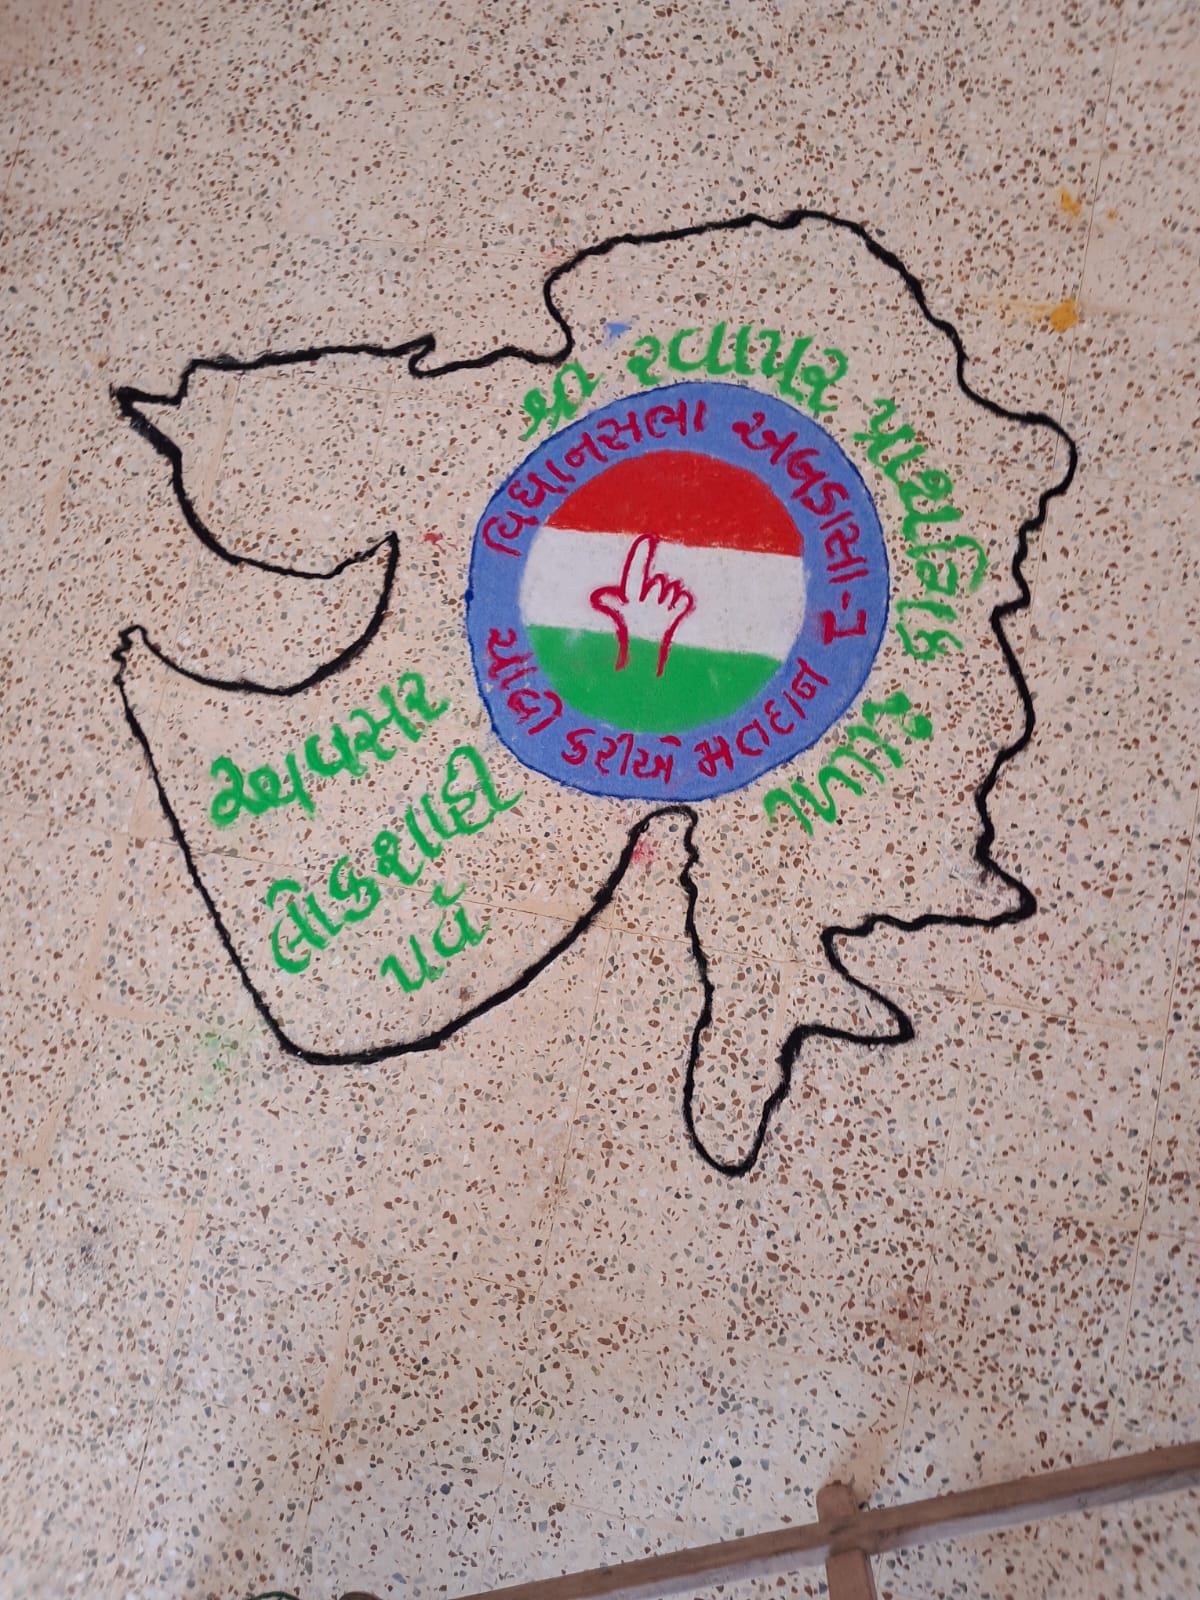 શ્રી રવાપર પ્રાથમિક શાળા
વિધાનસભા અબડાસા-1
ચાલો કરીએ મતદાન
અવસર
લોકશાહી
પર્વ